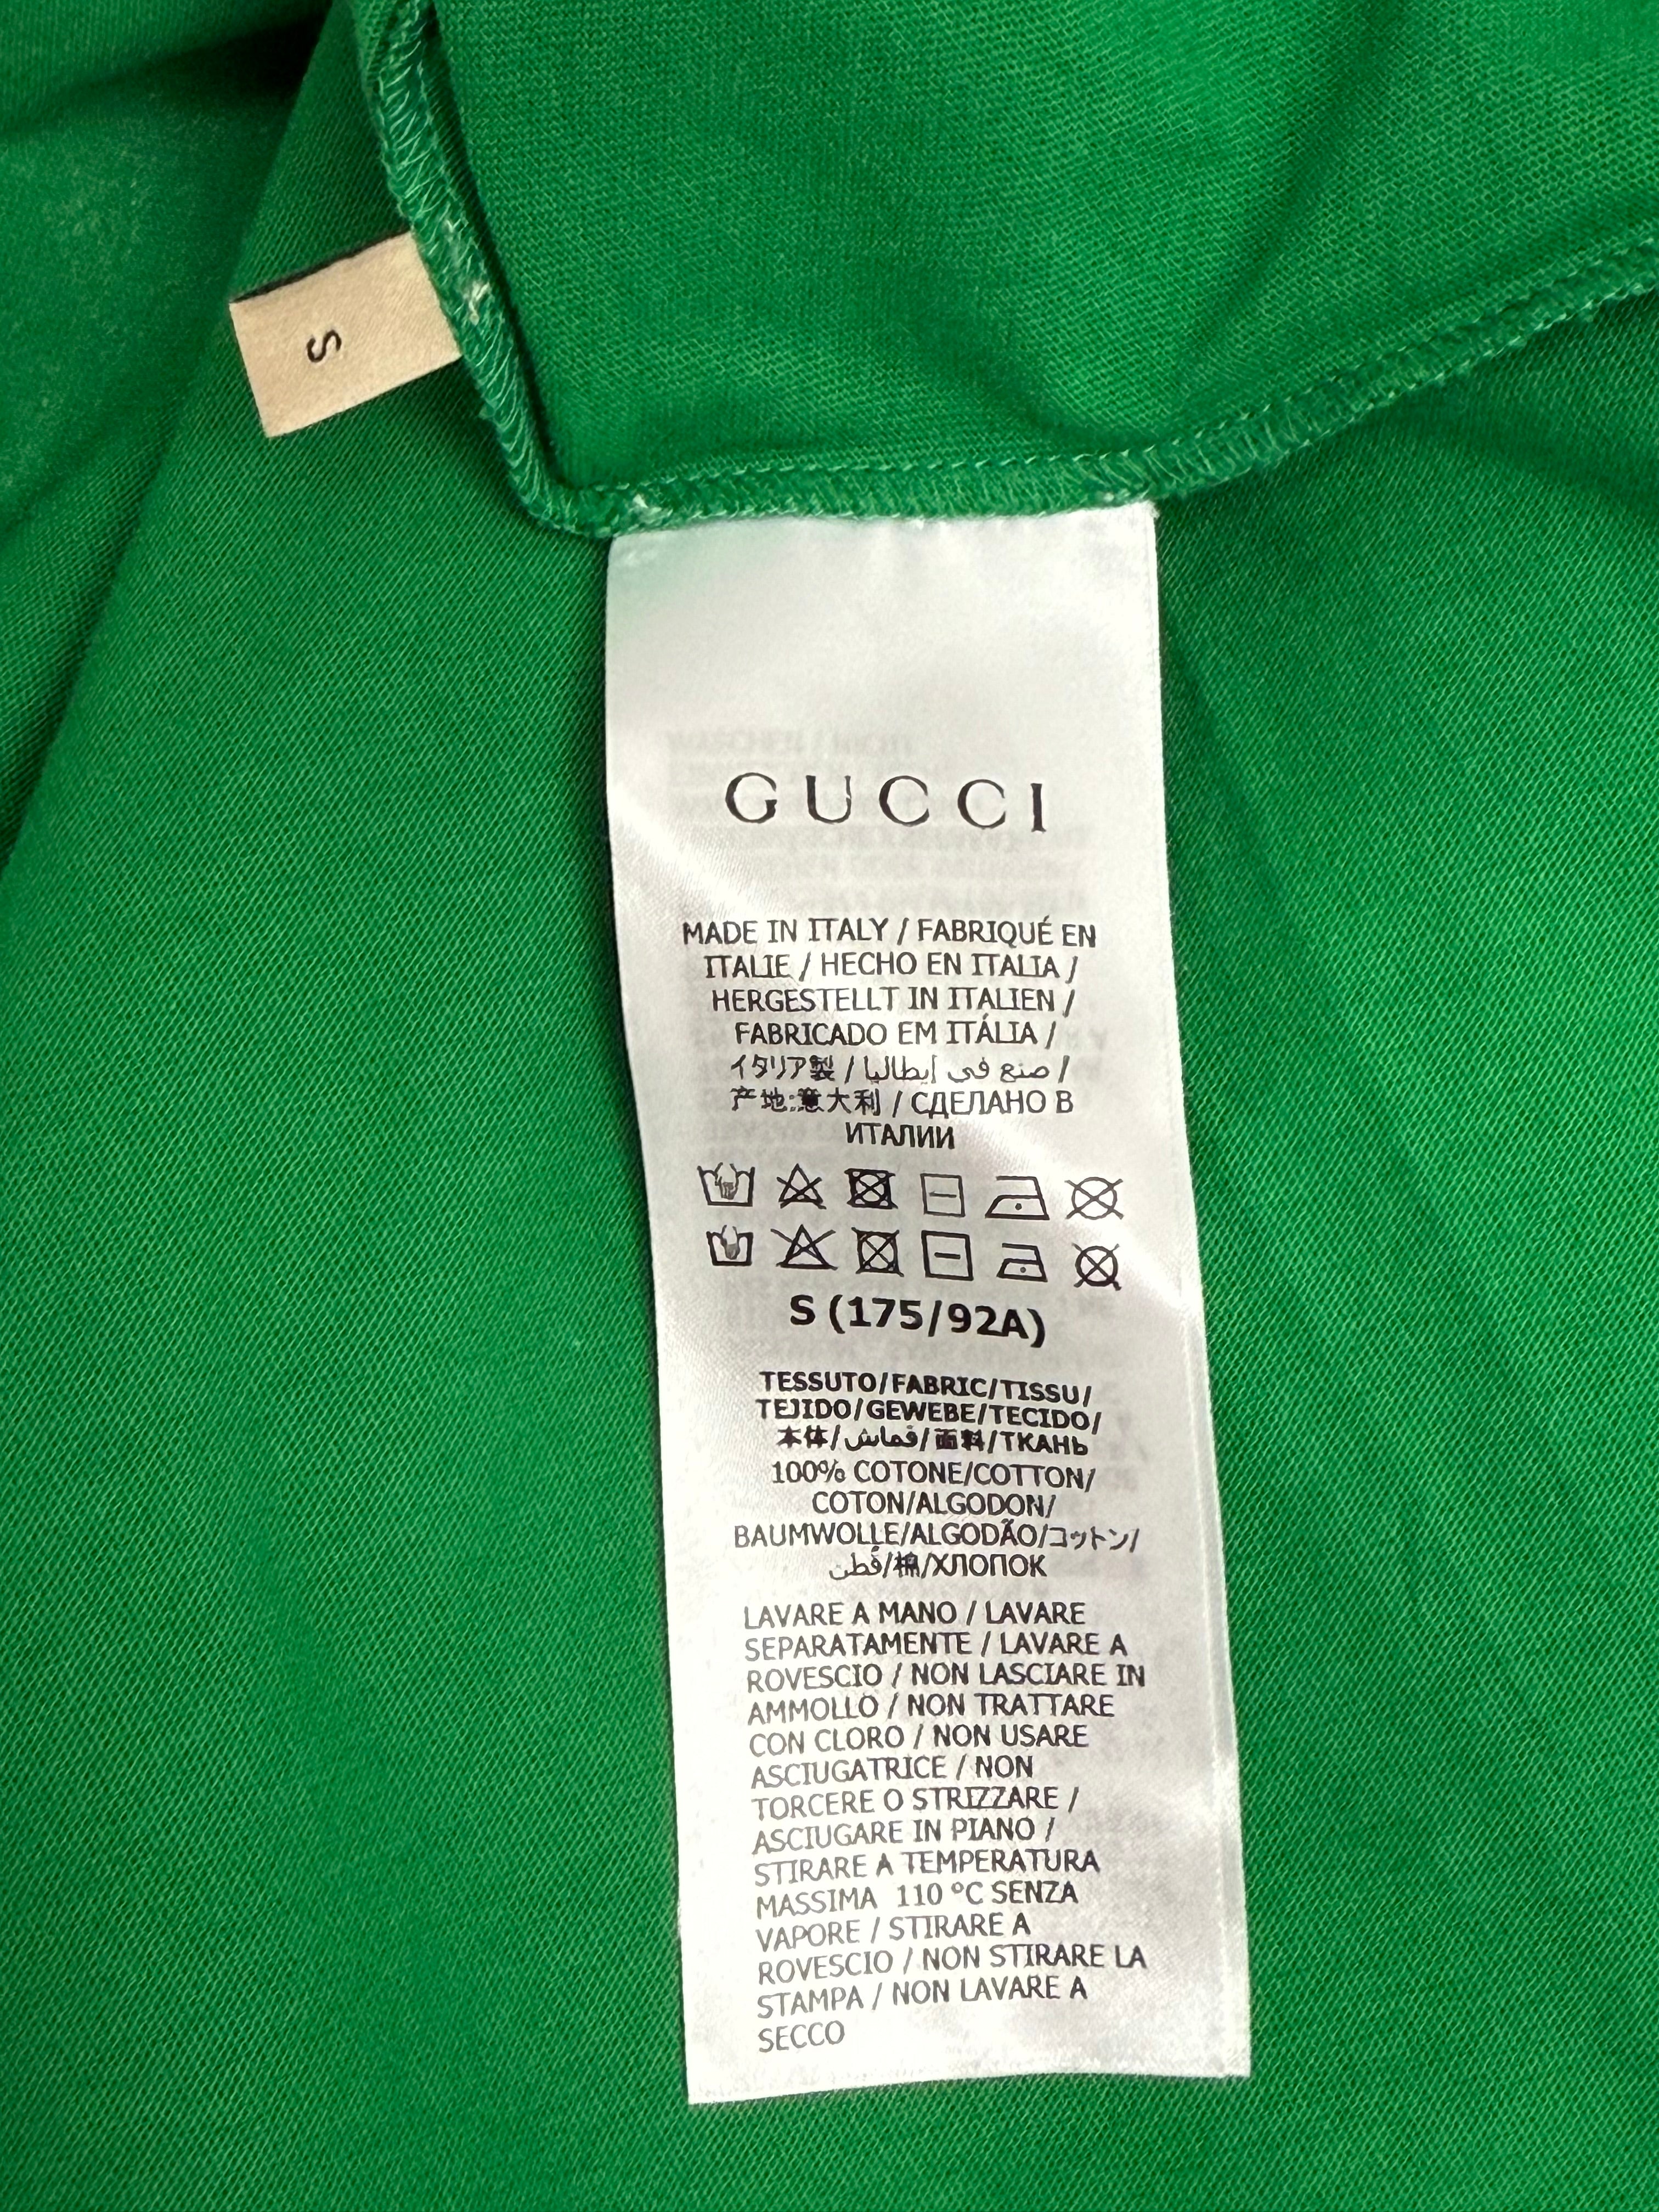 S
GUCCI
MADE IN ITALY / FABRIQUÉ EN
ITALIE / HECHO EN ITALIA /
HERGESTELLT IN ITALIEN /
FABRICADO EM ITÁLIA /
イタリア製 / صنع في إيطاليا /
产地:意大利 / СДЕЛАНО В
ИТАЛИИ
S (175/92A)
TESSUTO/FABRIC/TISSU/
TEJIDO/GEWEBE/TECIDO/
本体/قماش/面料/ТКАНЬ
100% COTONE/COTTON/
COTON/ALGODON/
BAUMWOLLE/ALGODÃO/コットン/
قُطن/棉/ХЛОПОК
LAVARE A MANO / LAVARE
SEPARATAMENTE / LAVARE A
ROVESCIO / NON LASCIARE IN
AMMOLLO / NON TRATTARE
CON CLORO / NON USARE
ASCIUGATRICE / NON
TORCERE O STRIZZARE /
ASCIUGARE IN PIANO /
STIRARE A TEMPERATURA
MASSIMA 110 °C SENZA
VAPORE / STIRARE A
ROVESCIO / NON STIRARE LA
STAMPA / NON LAVARE A
SECCO